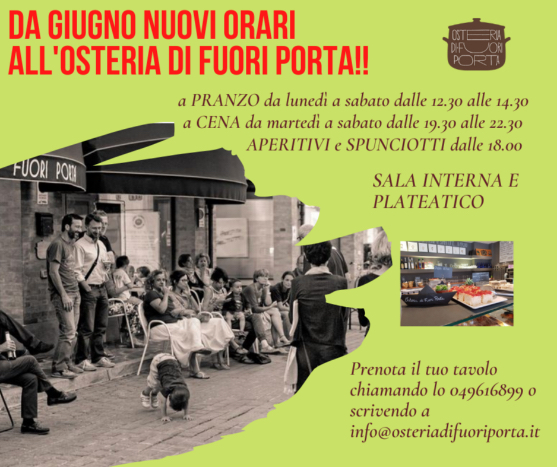 DA GIUGNO NUOVI ORARI
ALL'OSTERIA DI FUORI PORTA!!
OSTERIA
DI FUORI
PORTA
a PRANZO da lunedì a sabato dalle 12.30 alle 14.30
a CENA da martedì a sabato dalle 19.30 alle 22.30
APERITIVI e SPUNCIOTTI dalle 18.00
FUORI PORTA
SALA INTERNA E
PLATEATICO
Prenota il tuo tavolo
chiamando lo 049616899 o
scrivendo a
info@osteriadifuoriporta.it